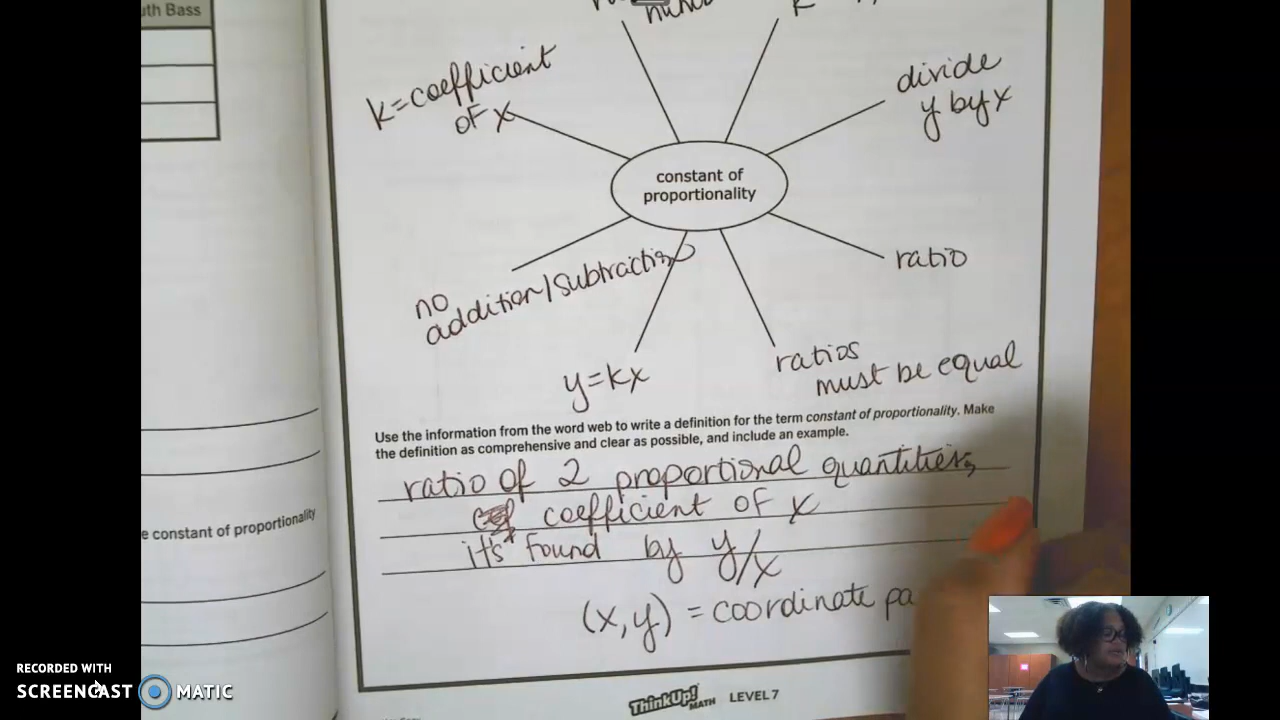 uth Bass
k=coefficient
of x
divide
y by x
constant of
proportionality
no
addition/subtraction
ratio
y=kx
ratios
must be equal
Use the information from the word web to write a definition for the term constant of proportionality. Make
the definition as comprehensive and clear as possible, and include an example.
ratio of 2 proportional quantities,
coefficient of x
it's found by y/x
(x,y) = coordinate pa
e constant of proportionality
ThinkUp! MATH LEVEL 7
RECORDED WITH
SCREENCAST MATIC